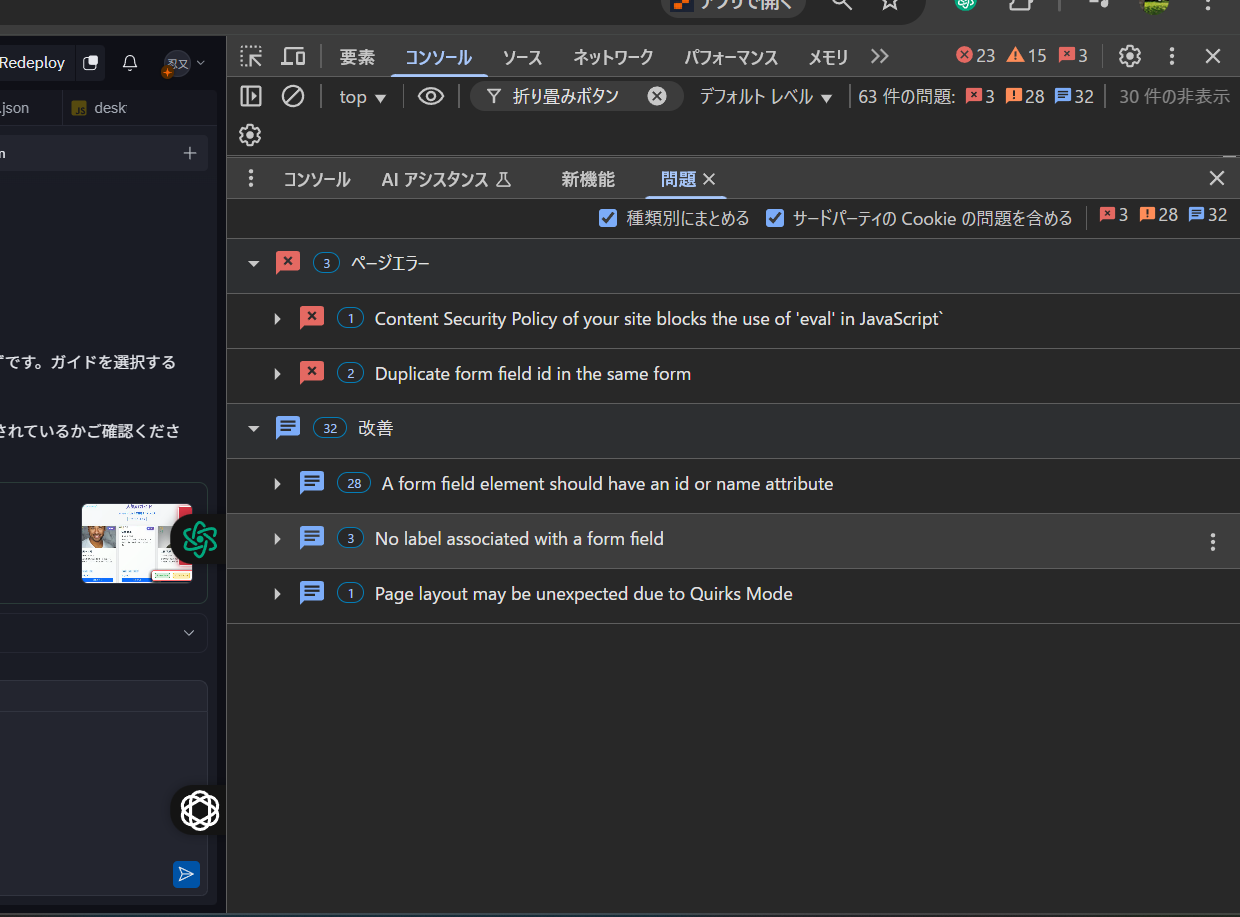 アプリで開く
Redeploy
忍又
要素
コンソール
ソース
ネットワーク
パフォーマンス
メモリ
23
15
3
.json
JS
desk
top
折り畳みボタン
デフォルト レベル
63 件の問題:
3
28
32
30 件の非表示
コンソール
AI アシスタンス
新機能
問題
種類別にまとめる
サードパーティの Cookie の問題を含める
3
28
32
3
ページエラー
1
Content Security Policy of your site blocks the use of 'eval' in JavaScript`
2
Duplicate form field id in the same form
です。ガイドを選択する
されているかご確認くださ
32
改善
28
A form field element should have an id or name attribute
3
No label associated with a form field
1
Page layout may be unexpected due to Quirks Mode